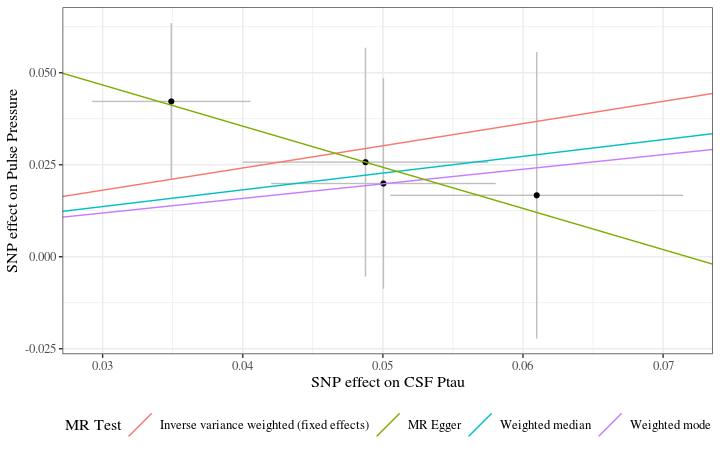 SNP effect on Pulse Pressure
0.050
0.025
0.000
-0.025
0.03 0.04 0.05 0.06 0.07
SNP effect on CSF Ptau
MR Test Inverse variance weighted (fixed effects) MR Egger Weighted median Weighted mode